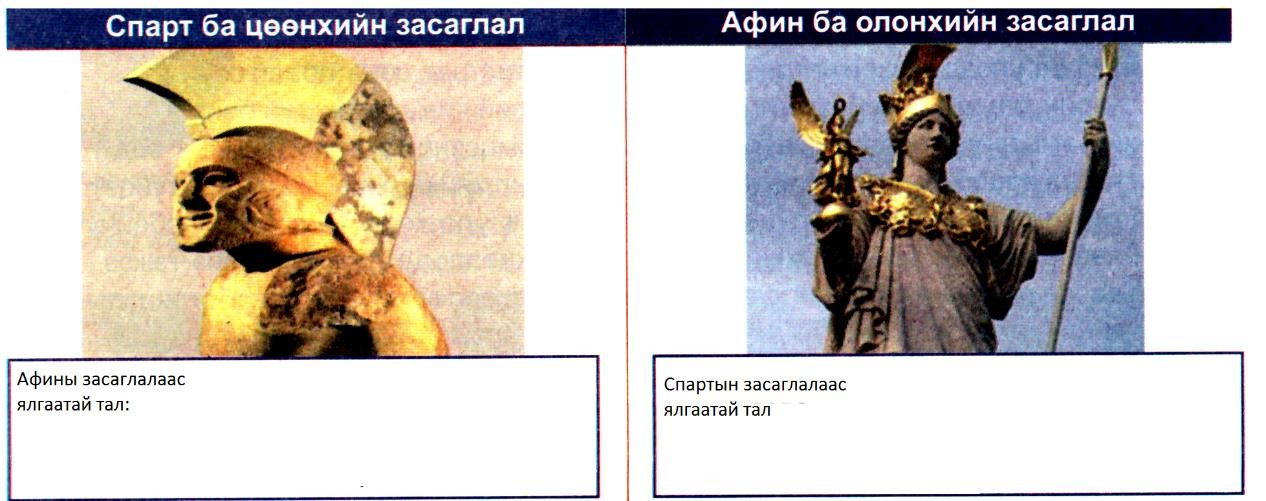 Спарт ба цөөнхийн засаглал
Афин ба олонхийн засаглал
Афины засаглалаас
ялгаатай тал:
Спартын засаглалаас
ялгаатай тал